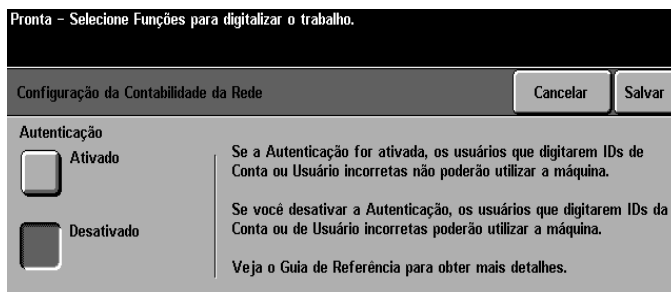 Pronta - Selecione Funções para digitalizar o trabalho.
Configuração da Contabilidade da Rede
Cancelar
Salvar
Autenticação
Ativado
Desativado
Se a Autenticação for ativada, os usuários que digitarem IDs de
Conta ou Usuário incorretas não poderão utilizar a máquina.
Se você desativar a Autenticação, os usuários que digitarem IDs da
Conta ou de Usuário incorretas poderão utilizar a máquina.
Veja o Guia de Referência para obter mais detalhes.